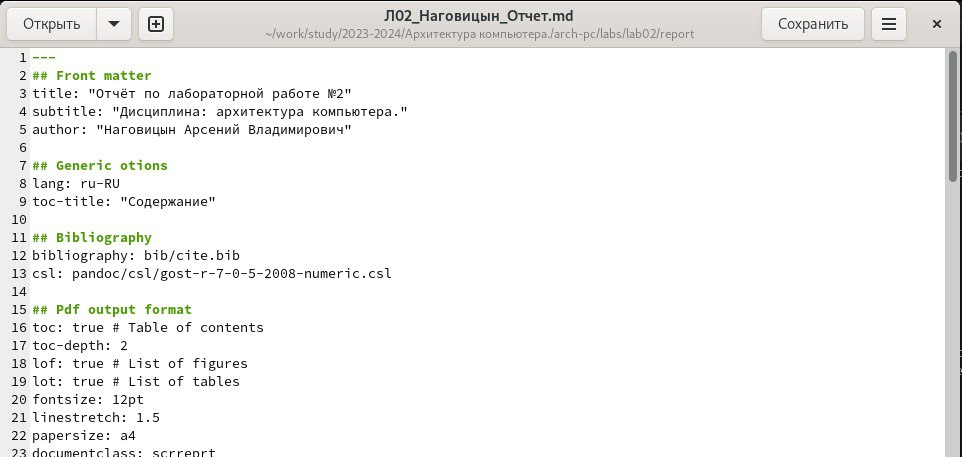 Открыть
Л02_Наговицын_Отчет.md
~/work/study/2023-2024/Архитектура компьютера./arch-pc/labs/lab02/report
Сохранить
1 ---
2 ## Front matter
3 title: "Отчёт по лабораторной работе №2"
4 subtitle: "Дисциплина: архитектура компьютера."
5 author: "Наговицын Арсений Владимирович"
6
7 ## Generic otions
8 lang: ru-RU
9 toc-title: "Содержание"
10
11 ## Bibliography
12 bibliography: bib/cite.bib
13 csl: pandoc/csl/gost-r-7-0-5-2008-numeric.csl
14
15 ## Pdf output format
16 toc: true # Table of contents
17 toc-depth: 2
18 lof: true # List of figures
19 lot: true # List of tables
20 fontsize: 12pt
21 linestretch: 1.5
22 papersize: a4
23 documentclass: scrreprt